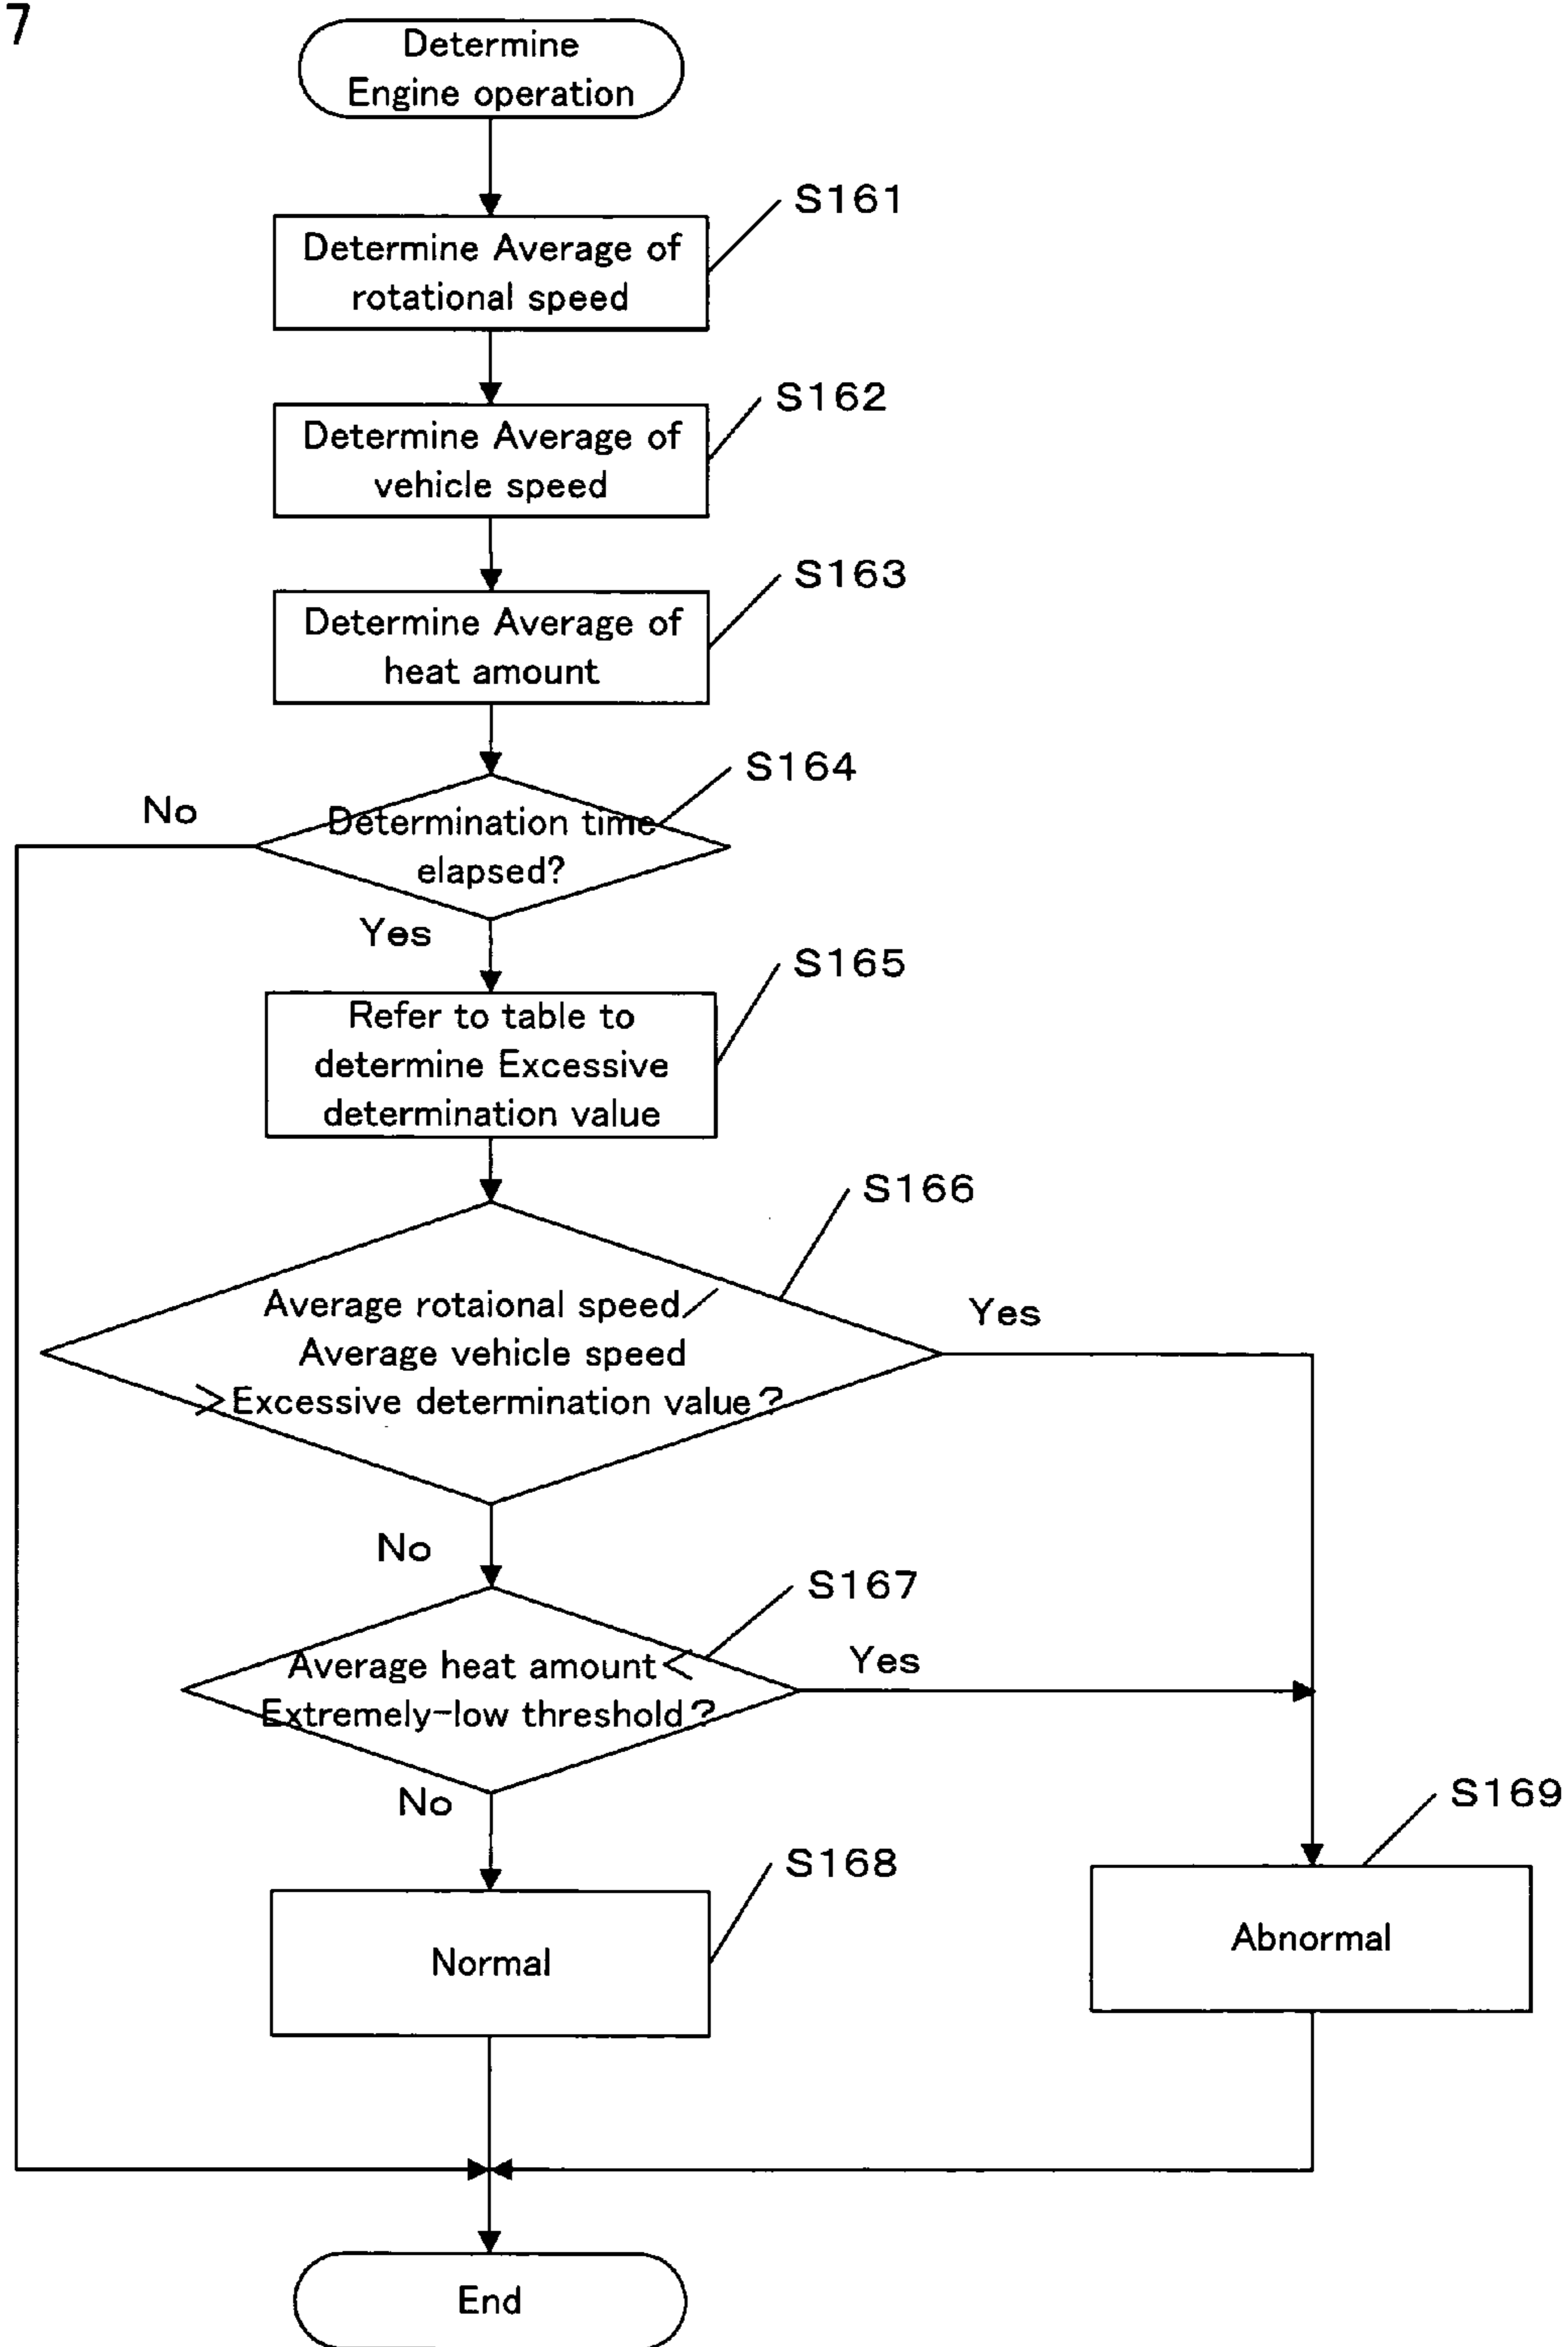 7
Determine
Engine operation
S161
Determine Average of
rotational speed
S162
Determine Average of
vehicle speed
S163
Determine Average of
heat amount
S164
No
Determination time
elapsed?
Yes
S165
Refer to table to
determine Excessive
determination value
S166
Average rotaional speed/
Average vehicle speed
>Excessive determination value?
Yes
No
S167
Average heat amount<
Extremely-low threshold?
Yes
No
S168
Normal
S169
Abnormal
End